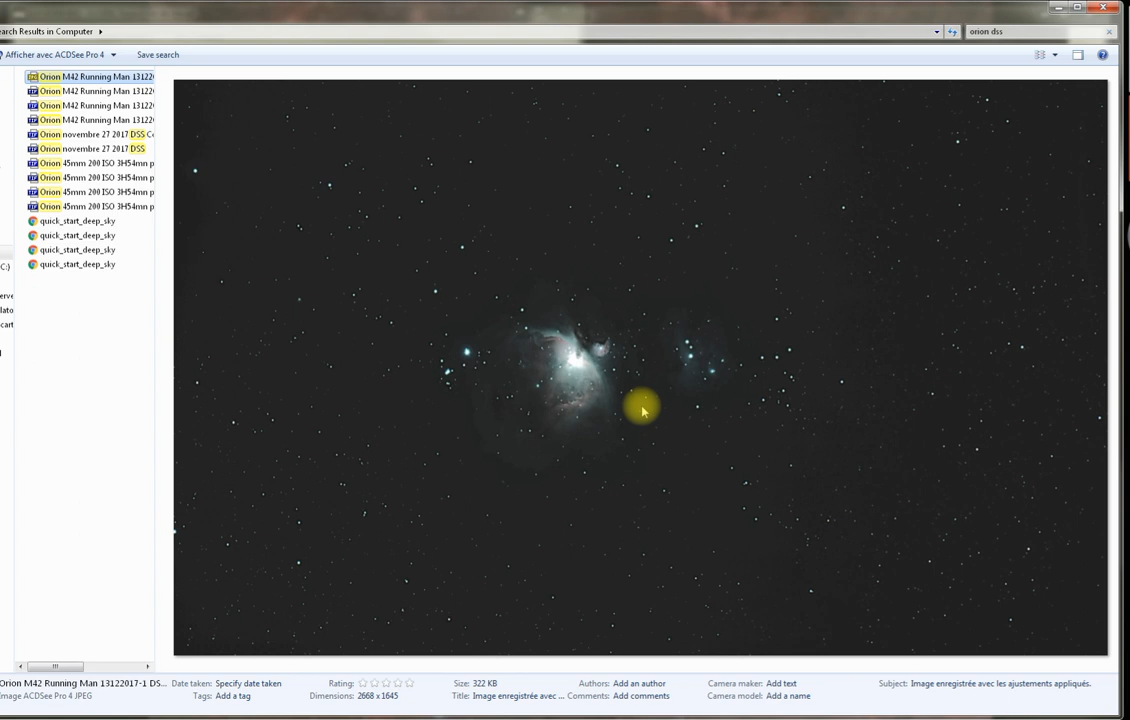 earch Results in Computer
orion dss
Afficher avec ACDSee Pro 4
Save search
Orion M42 Running Man 13122
Orion M42 Running Man 13122
Orion M42 Running Man 13122
Orion M42 Running Man 13122
Orion novembre 27 2017 DSS C
Orion novembre 27 2017 DSS
Orion 45mm 200 ISO 3H54mn p
Orion 45mm 200 ISO 3H54mn p
Orion 45mm 200 ISO 3H54mn p
Orion 45mm 200 ISO 3H54mn p
quick_start_deep_sky
quick_start_deep_sky
quick_start_deep_sky
quick_start_deep_sky
C:)
erve
lato
cart
Orion M42 Running Man 13122017-1 DS... Date taken: Specify date taken Rating: Size: 322 KB Authors: Add an author Camera maker: Add text Subject: Image enregistrée avec les ajustements appliqués.
Image ACDSee Pro 4 JPEG Tags: Add a tag Dimensions: 2668 x 1645 Title: Image enregistrée avec ... Comments: Add comments Camera model: Add a name